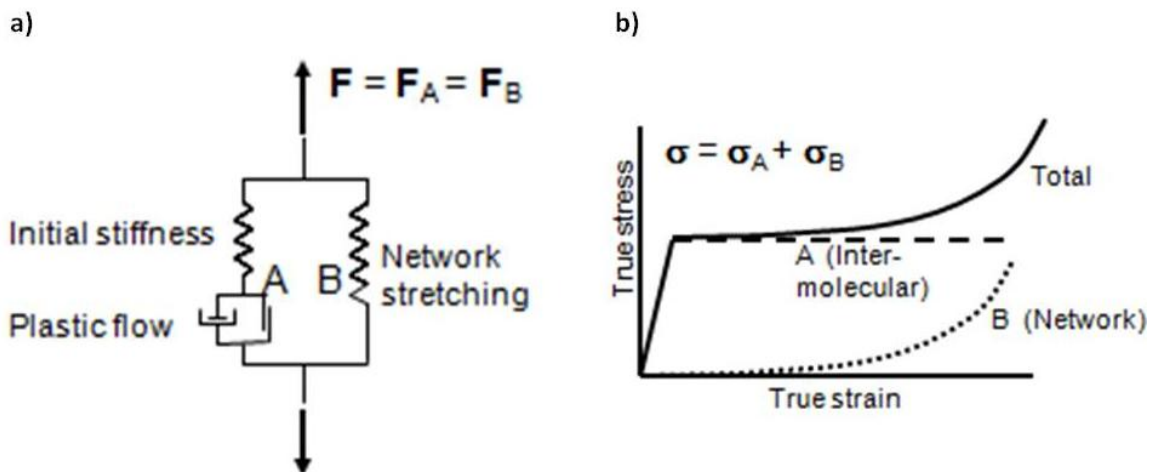 a)
F = F_A = F_B
Initial stiffness
A
B
Network
stretching
Plastic flow
b)
σ = σ_A + σ_B
True stress
Total
A (Inter-
molecular)
B (Network)
True strain